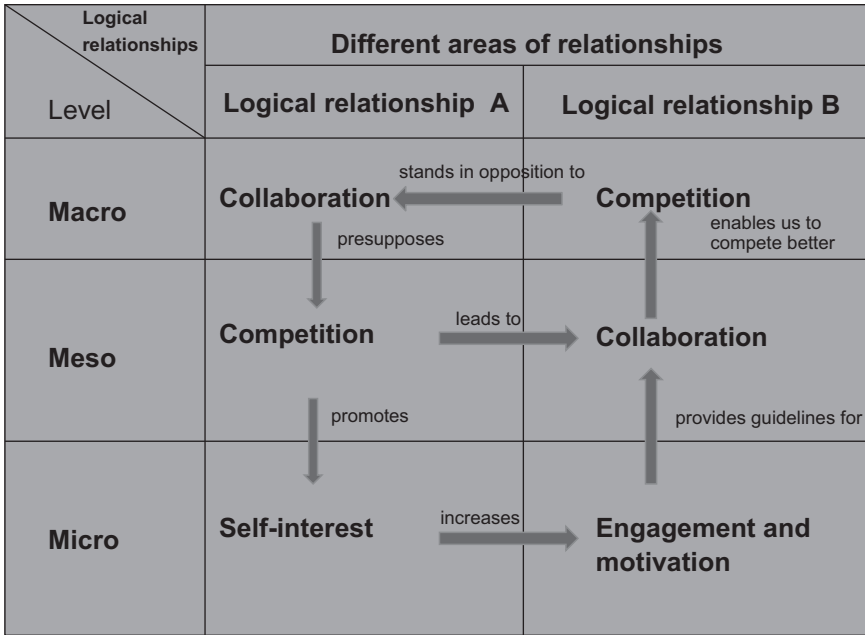 Logical
relationships
Level
Different areas of relationships
Logical relationship A
Logical relationship B
Macro
Collaboration
stands in opposition to
Competition
presupposes
enables us to
compete better
Meso
Competition
leads to
Collaboration
promotes
provides guidelines for
Micro
Self-interest
increases
Engagement and
motivation